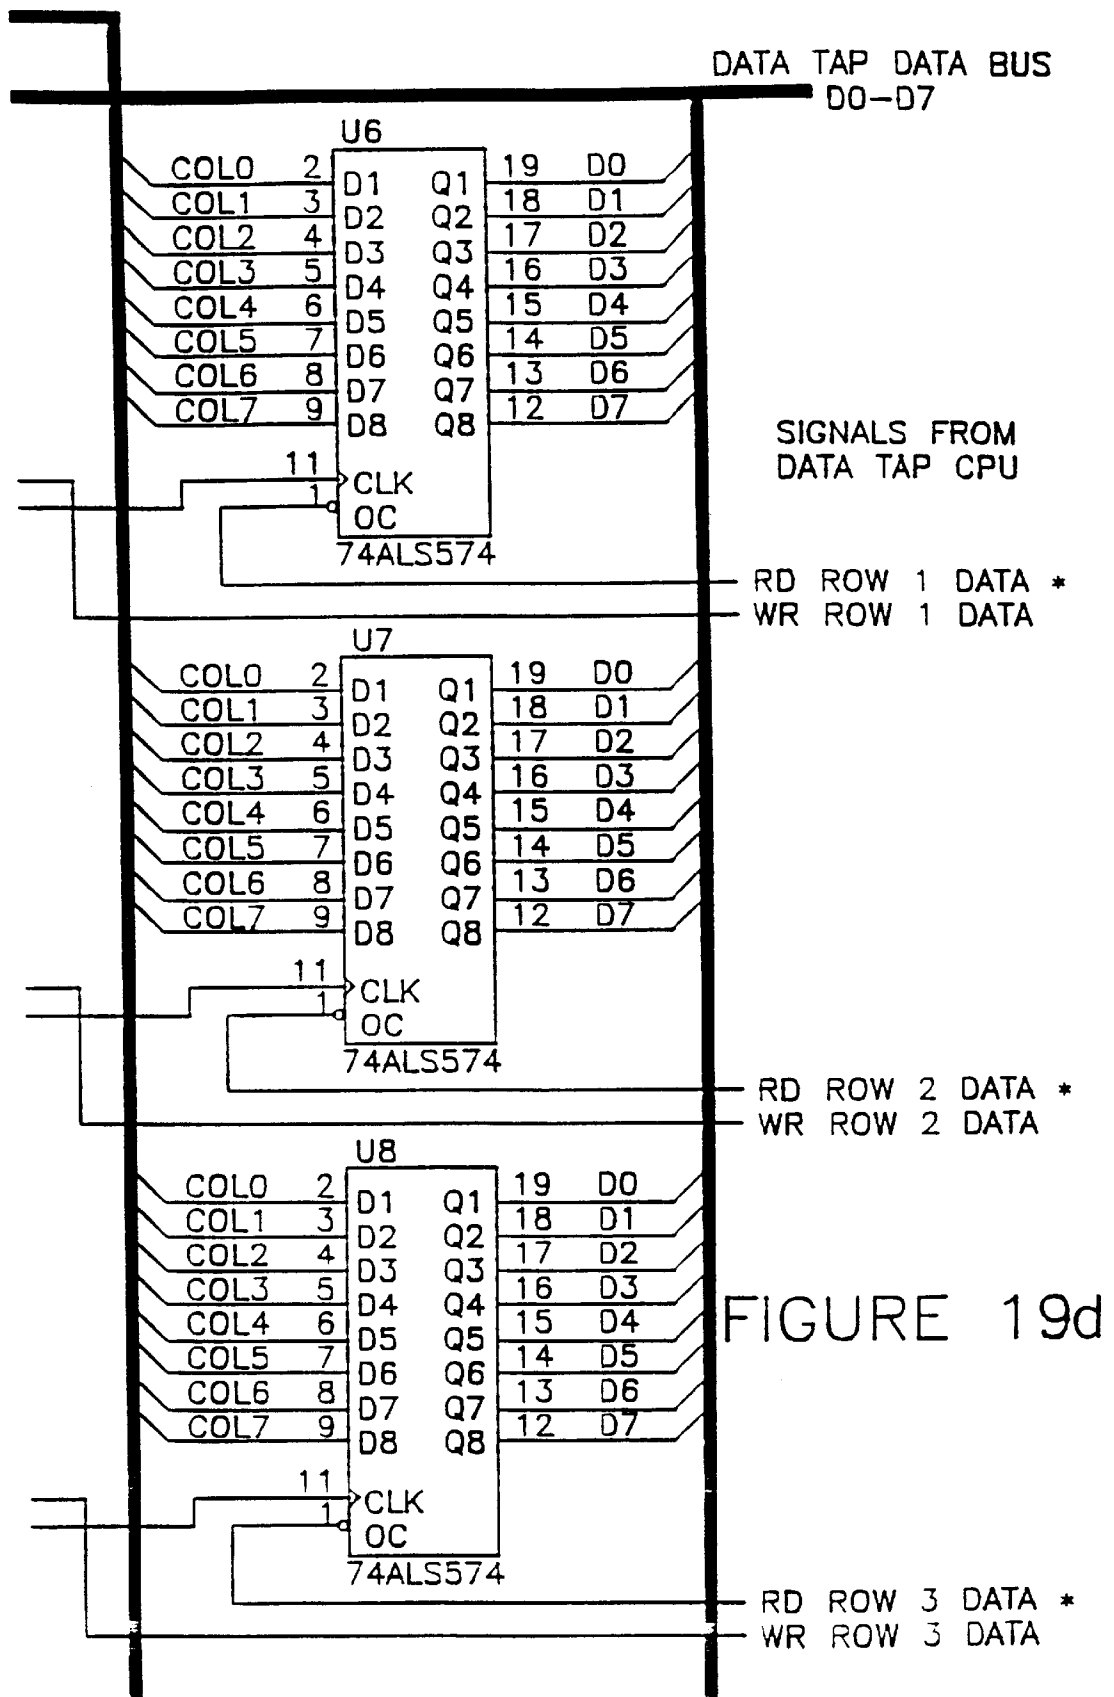 DATA TAP DATA BUS
D0-D7
U6
COL0 2 D1 Q1 19 D0
COL1 3 D2 Q2 18 D1
COL2 4 D3 Q3 17 D2
COL3 5 D4 Q4 16 D3
COL4 6 D5 Q5 15 D4
COL5 7 D6 Q6 14 D5
COL6 8 D7 Q7 13 D6
COL7 9 D8 Q8 12 D7
SIGNALS FROM
DATA TAP CPU
11 CLK
1 OC
74ALS574
RD ROW 1 DATA *
WR ROW 1 DATA
U7
COL0 2 D1 Q1 19 D0
COL1 3 D2 Q2 18 D1
COL2 4 D3 Q3 17 D2
COL3 5 D4 Q4 16 D3
COL4 6 D5 Q5 15 D4
COL5 7 D6 Q6 14 D5
COL6 8 D7 Q7 13 D6
COL7 9 D8 Q8 12 D7
11 CLK
1 OC
74ALS574
RD ROW 2 DATA *
WR ROW 2 DATA
U8
COL0 2 D1 Q1 19 D0
COL1 3 D2 Q2 18 D1
COL2 4 D3 Q3 17 D2
COL3 5 D4 Q4 16 D3
COL4 6 D5 Q5 15 D4
COL5 7 D6 Q6 14 D5
COL6 8 D7 Q7 13 D6
COL7 9 D8 Q8 12 D7
FIGURE 19d
11 CLK
1 OC
74ALS574
RD ROW 3 DATA *
WR ROW 3 DATA